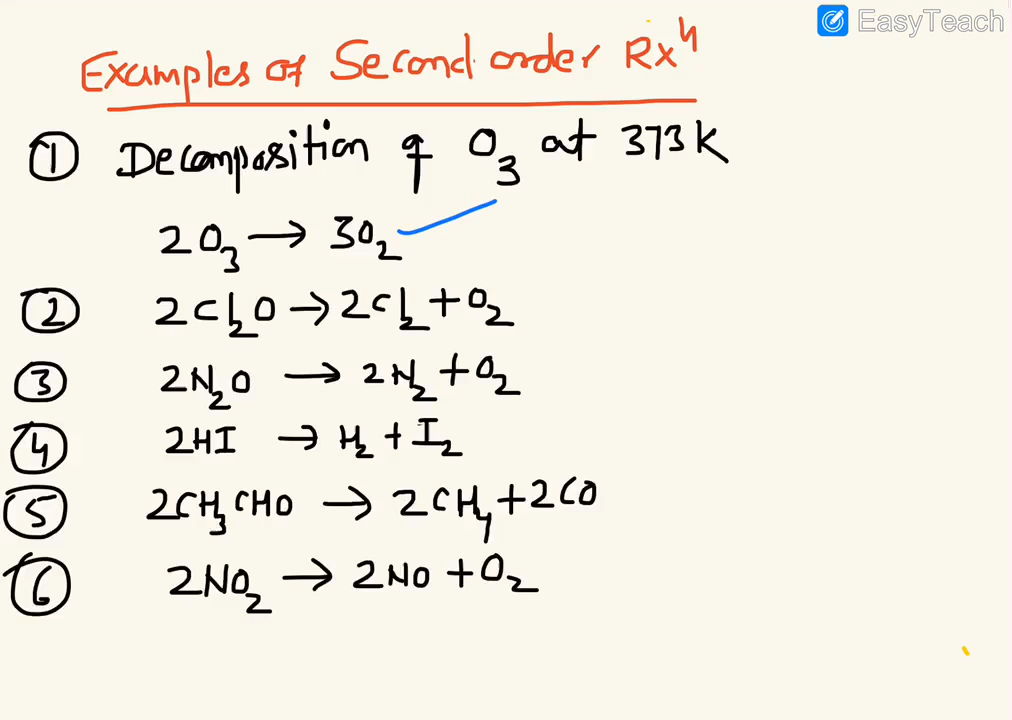 EasyTeach
Examples of Second order Rxⁿ
① Decomposition of O₃ at 373 K
2O₃ → 3O₂
② 2Cl₂O → 2Cl₂ + O₂
③ 2N₂O → 2N₂ + O₂
④ 2HI → H₂ + I₂
⑤ 2CH₃CHO → 2CH₄ + 2CO
⑥ 2NO₂ → 2NO + O₂